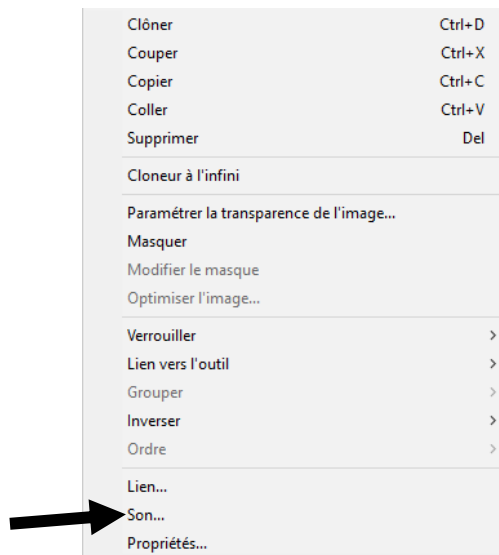 Clôner Ctrl+D
Couper Ctrl+X
Copier Ctrl+C
Coller Ctrl+V
Supprimer Del
Cloneur à l'infini
Paramétrer la transparence de l'image...
Masquer
Modifier le masque
Optimiser l'image...
Verrouiller
Lien vers l'outil
Grouper
Inverser
Ordre
Lien...
Son...
Propriétés...